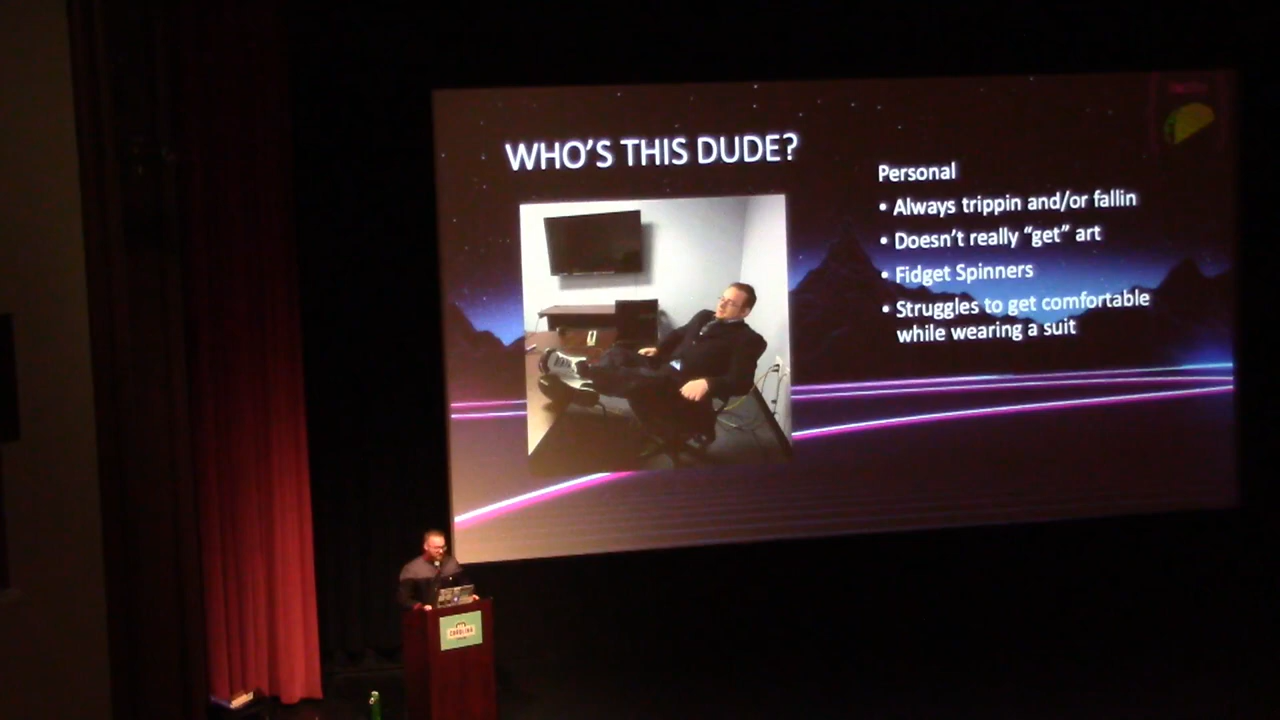 WHO'S THIS DUDE?
Personal
• Always trippin and/or fallin
• Doesn't really “get” art
• Fidget Spinners
• Struggles to get comfortable
while wearing a suit
CAROLINA